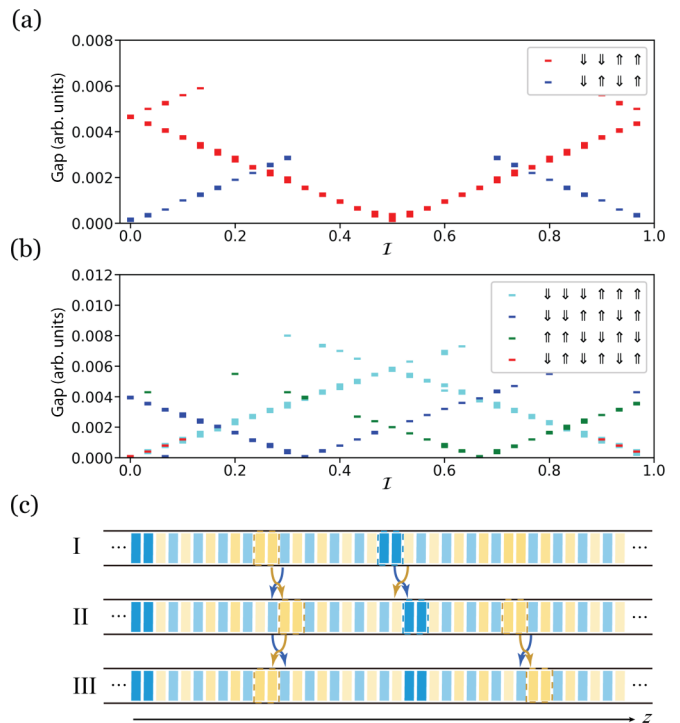 (a)
0.008
0.006
0.004
0.002
0.000
Gap (arb. units)
⇓ ⇓ ⇑ ⇑
⇓ ⇑ ⇓ ⇑
0.0 0.2 0.4 0.6 0.8 1.0
ℐ
(b)
0.012
0.010
0.008
0.006
0.004
0.002
0.000
Gap (arb. units)
⇓ ⇓ ⇓ ⇑ ⇑ ⇑
⇓ ⇓ ⇑ ⇑ ⇓ ⇑
⇑ ⇑ ⇓ ⇓ ⇑ ⇓
⇓ ⇑ ⇓ ⇑ ⇓ ⇑
0.0 0.2 0.4 0.6 0.8 1.0
ℐ
(c)
I ... ...
II ... ...
III ... ...
z